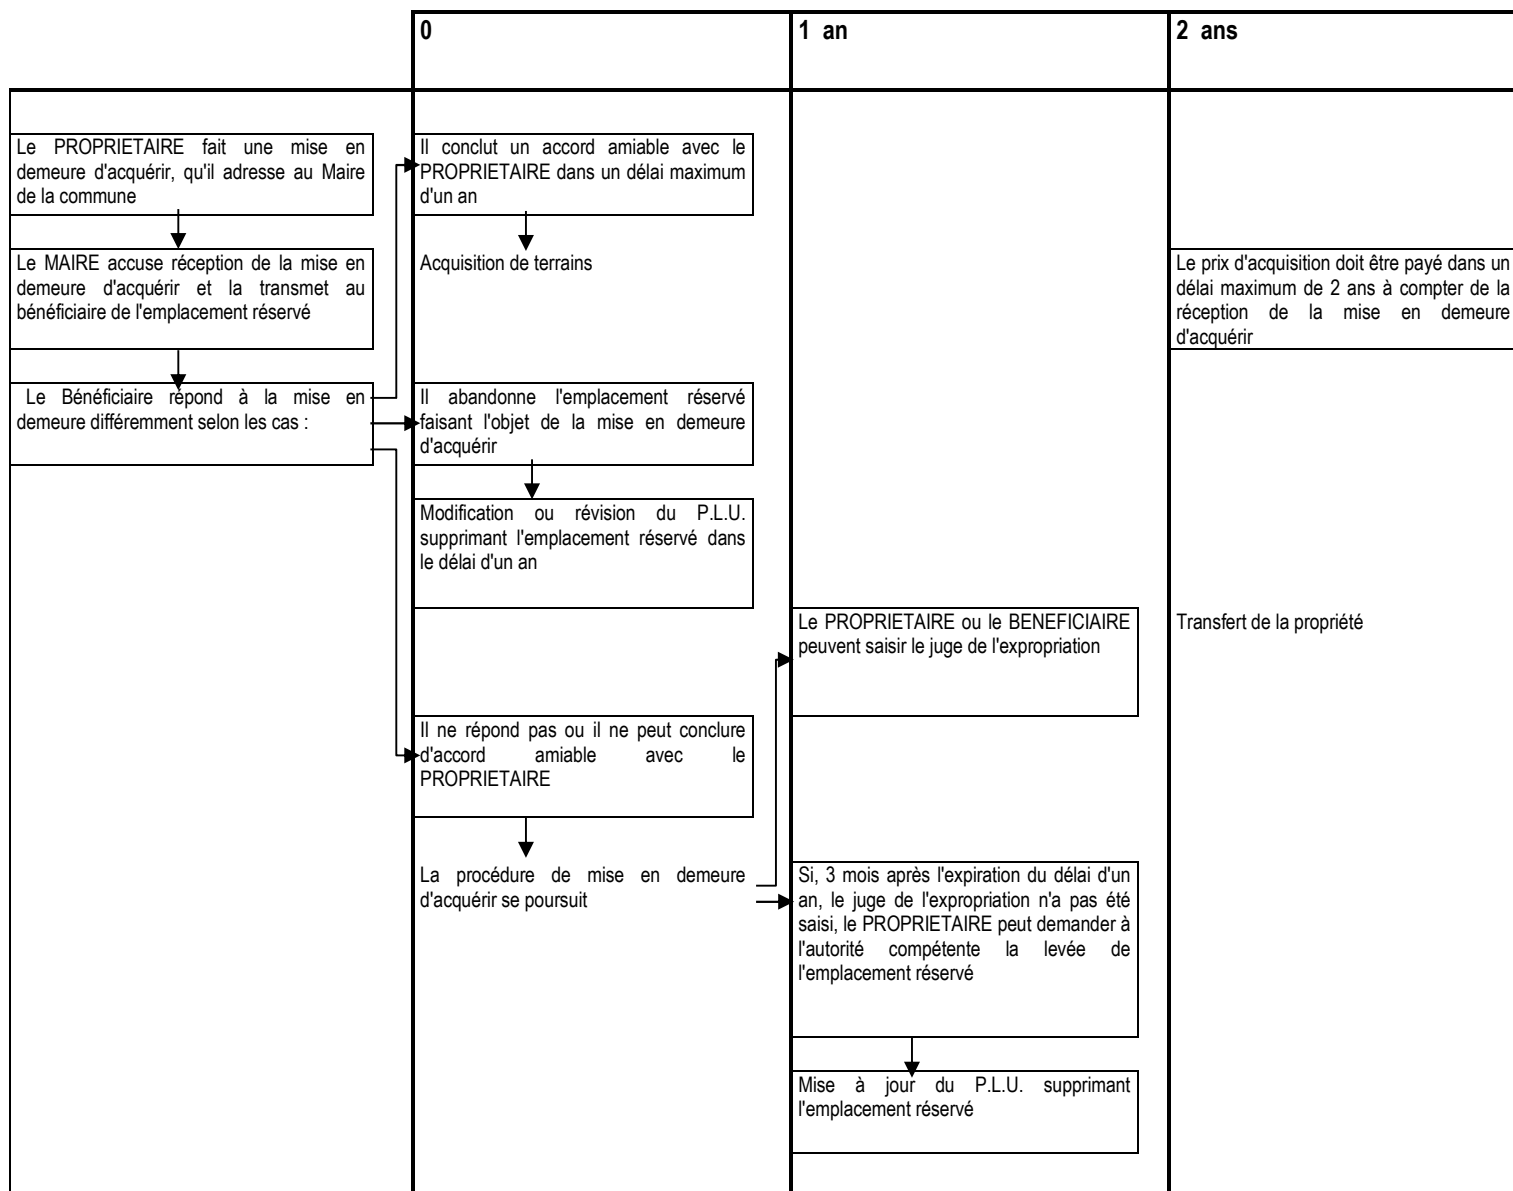 0
1 an
2 ans
Le PROPRIETAIRE fait une mise en
demeure d'acquérir, qu'il adresse au Maire
de la commune
Le MAIRE accuse réception de la mise en
demeure d'acquérir et la transmet au
bénéficiaire de l'emplacement réservé
Le Bénéficiaire répond à la mise en
demeure différemment selon les cas :
Il conclut un accord amiable avec le
PROPRIETAIRE dans un délai maximum
d'un an
Acquisition de terrains
Il abandonne l'emplacement réservé
faisant l'objet de la mise en demeure
d'acquérir
Modification ou révision du P.L.U.
supprimant l'emplacement réservé dans
le délai d'un an
Il ne répond pas ou il ne peut conclure
d'accord amiable avec le
PROPRIETAIRE
La procédure de mise en demeure
d'acquérir se poursuit
Le PROPRIETAIRE ou le BENEFICIAIRE
peuvent saisir le juge de l'expropriation
Si, 3 mois après l'expiration du délai d'un
an, le juge de l'expropriation n'a pas été
saisi, le PROPRIETAIRE peut demander à
l'autorité compétente la levée de
l'emplacement réservé
Mise à jour du P.L.U. supprimant
l'emplacement réservé
Le prix d'acquisition doit être payé dans un
délai maximum de 2 ans à compter de la
réception de la mise en demeure
d'acquérir
Transfert de la propriété